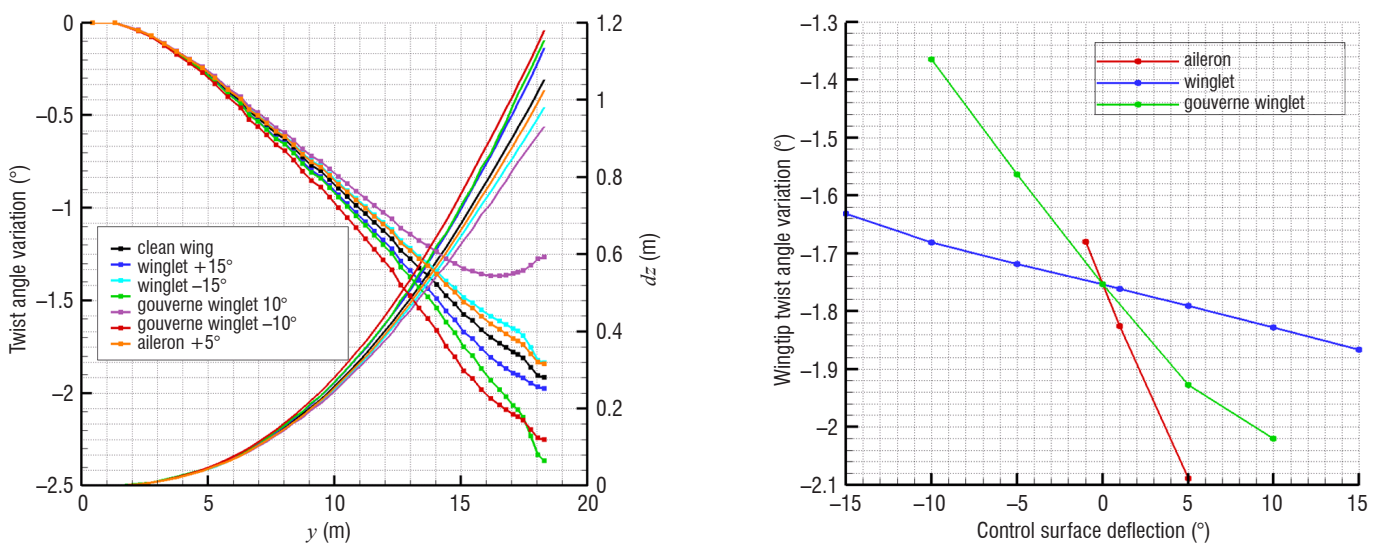 0
−0.5
−1
−1.5
−2
−2.5
Twist angle variation (°)
0
5
10
15
20
y (m)
1.2
1
0.8
0.6
0.4
0.2
0
dz (m)
clean wing
winglet +15°
winglet −15°
gouverne winglet 10°
gouverne winglet −10°
aileron +5°
−1.3
−1.4
−1.5
−1.6
−1.7
−1.8
−1.9
−2
−2.1
Wingtip twist angle variation (°)
−15
−10
−5
0
5
10
15
Control surface deflection (°)
aileron
winglet
gouverne winglet